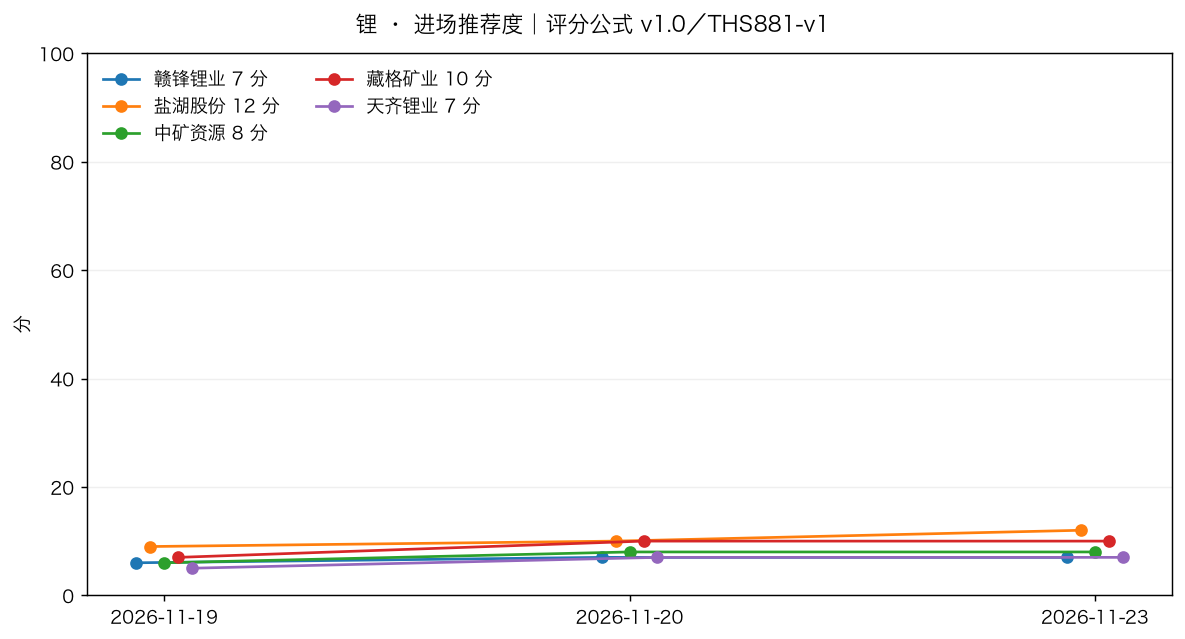 锂 · 进场推荐度｜评分公式 v1.0／THS881-v1
赣锋锂业 7 分
盐湖股份 12 分
中矿资源 8 分
藏格矿业 10 分
天齐锂业 7 分
分
100
80
60
40
20
0
2026-11-19
2026-11-20
2026-11-23